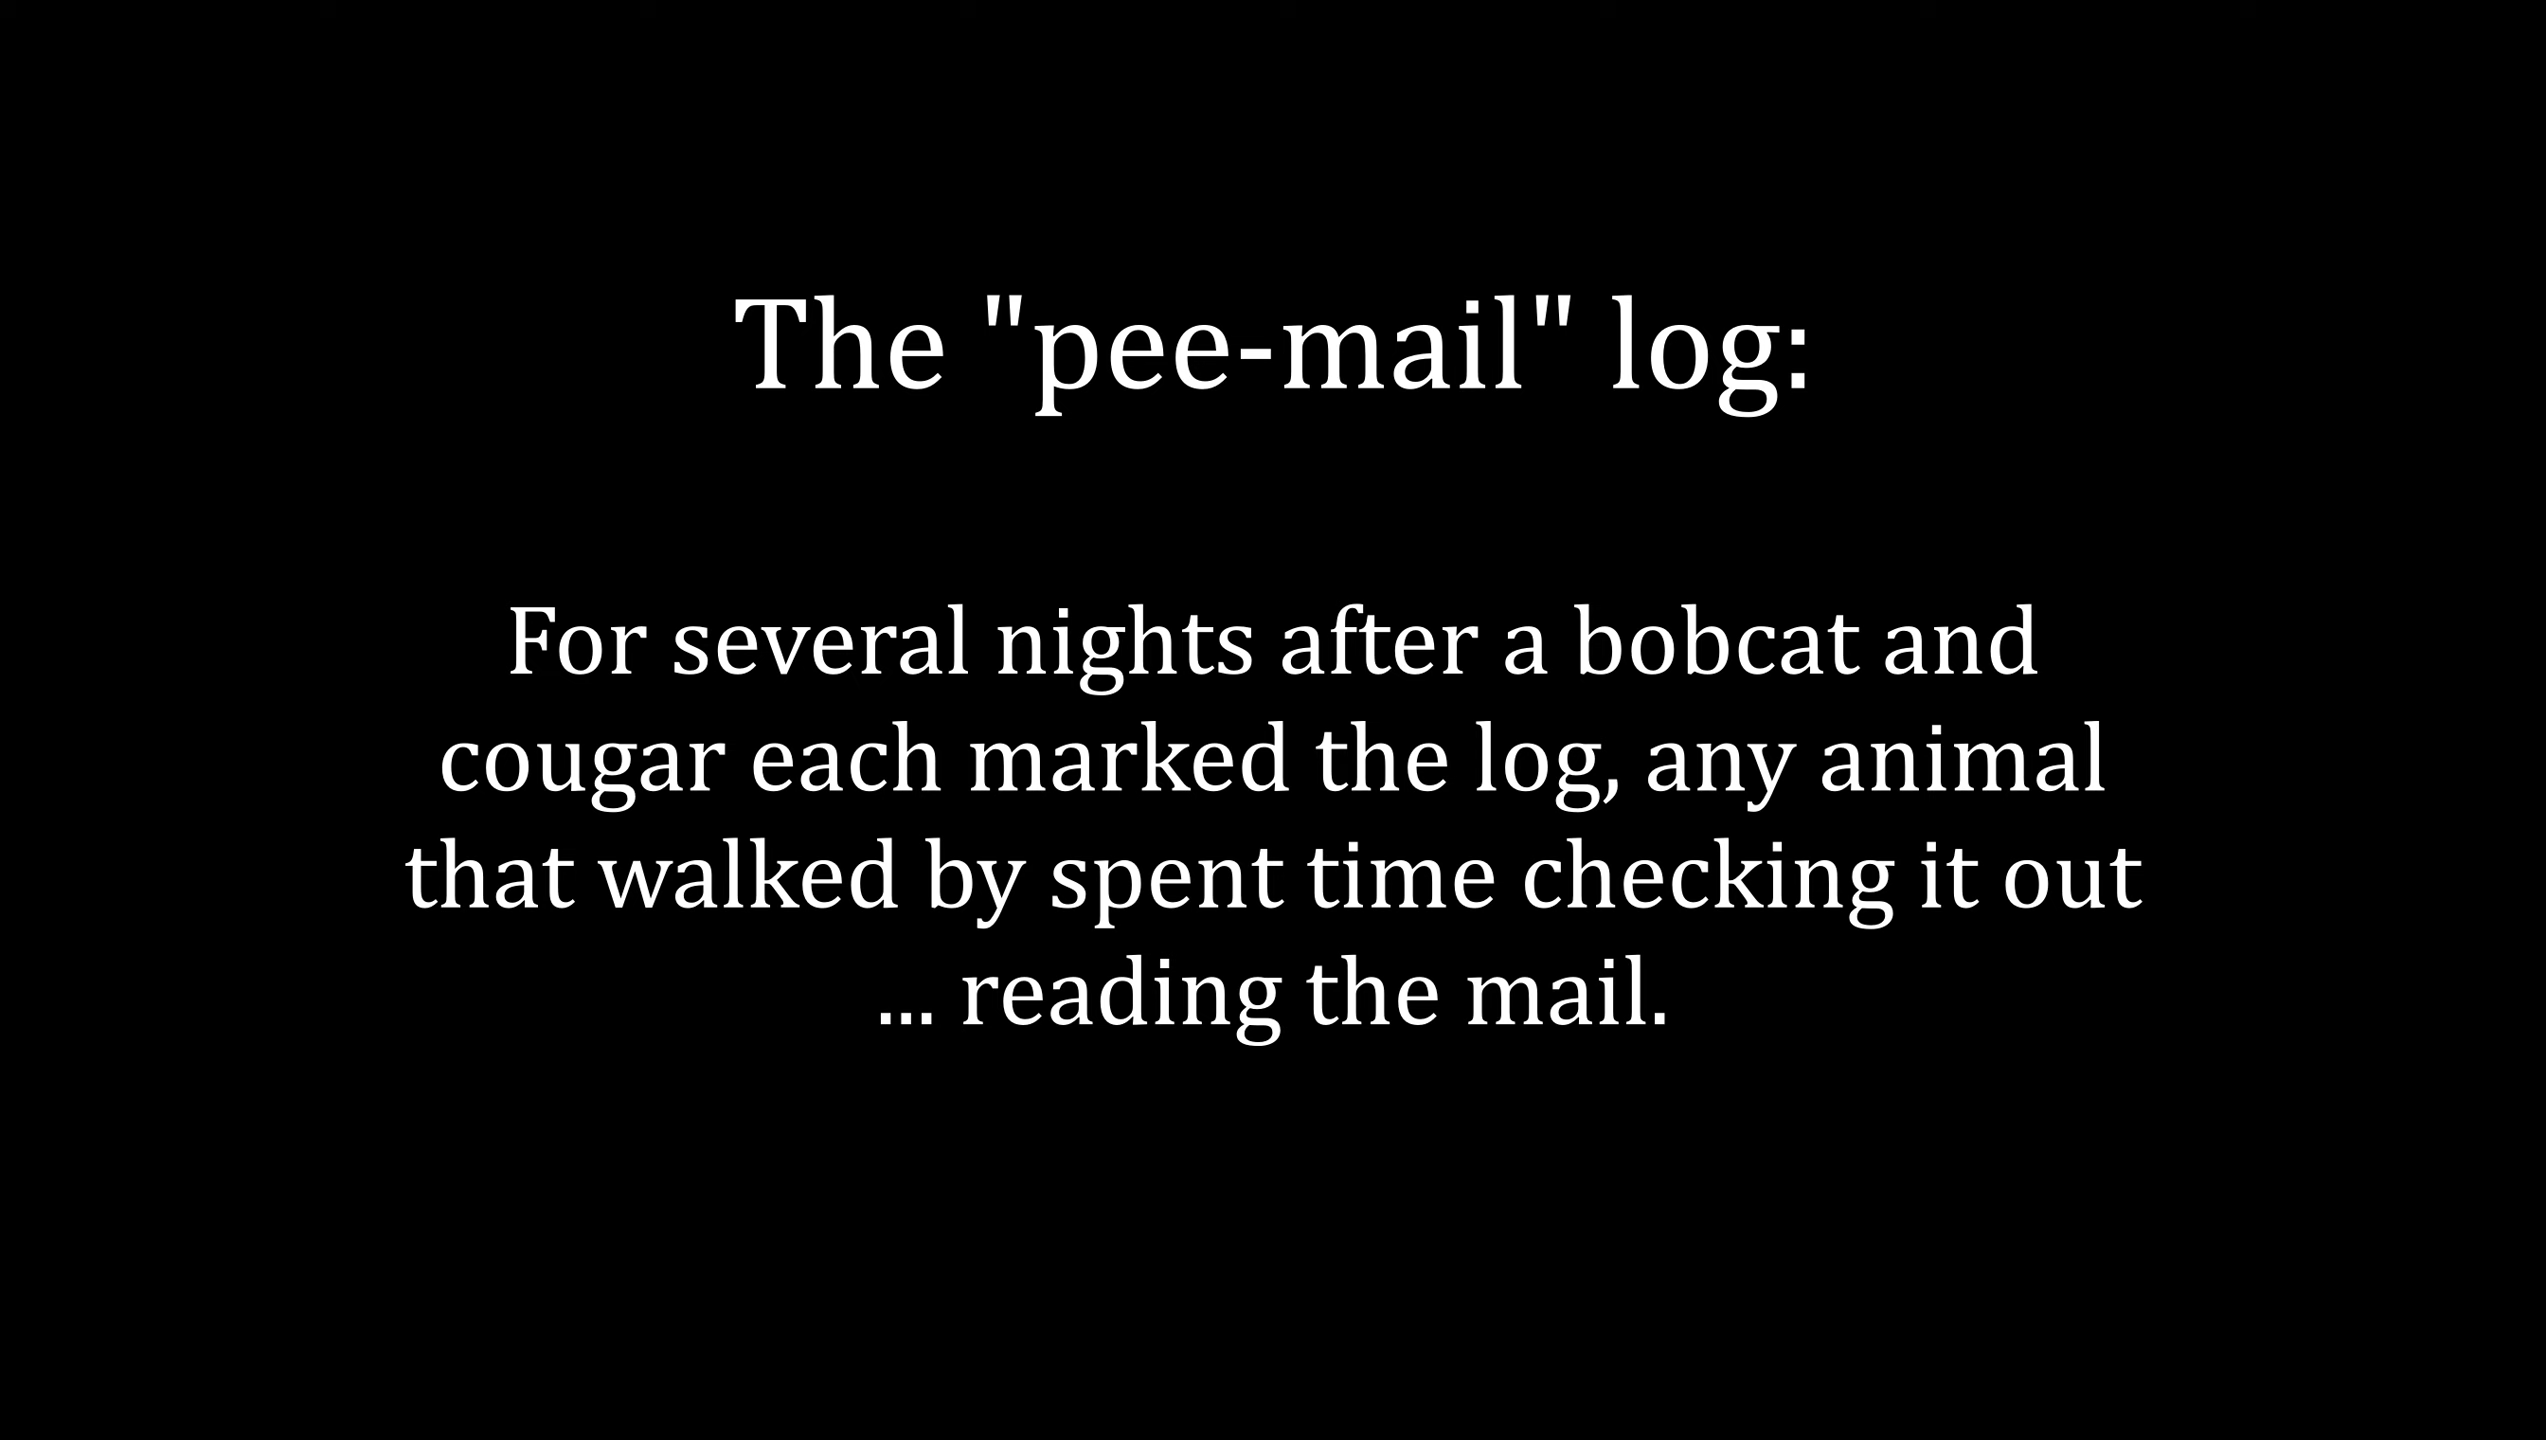 The "pee-mail" log:
For several nights after a bobcat and
cougar each marked the log, any animal
that walked by spent time checking it out
... reading the mail.